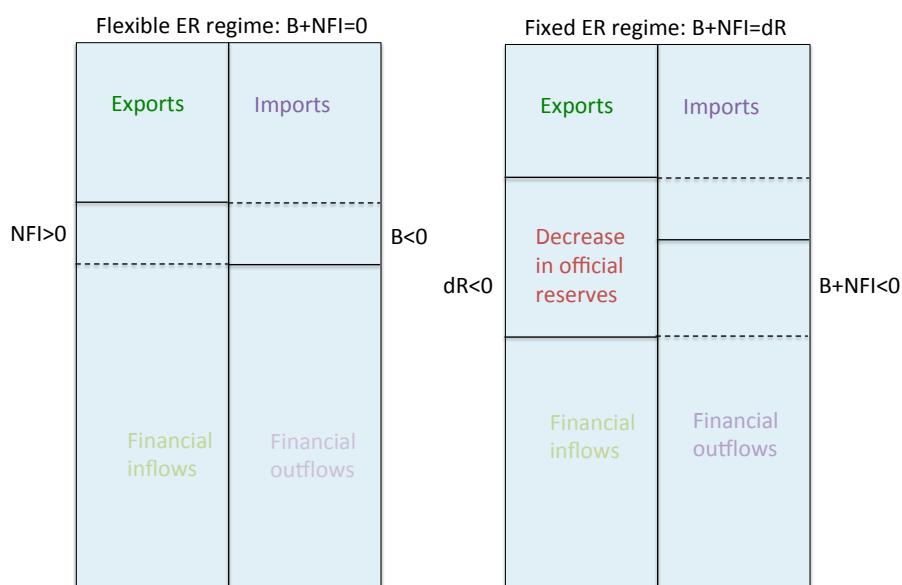 Flexible ER regime: B+NFI=0
Exports
Imports
NFI>0
B<0
Financial
inflows
Financial
outflows
Fixed ER regime: B+NFI=dR
Exports
Imports
Decrease
in official
reserves
dR<0
B+NFI<0
Financial
inflows
Financial
outflows